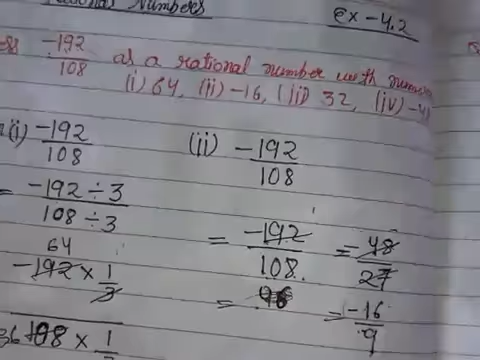 Numbers
Ex-4.2
-192/108 as a rational number with
(i) 64, (ii) -16, (iii) 32, (iv) -4
(i) -192/108 (ii) -192/108
= -192÷3/108÷3
= -192/108 = -48/27
64
-192 × 1/3
= = -16/9
36 108 × 1